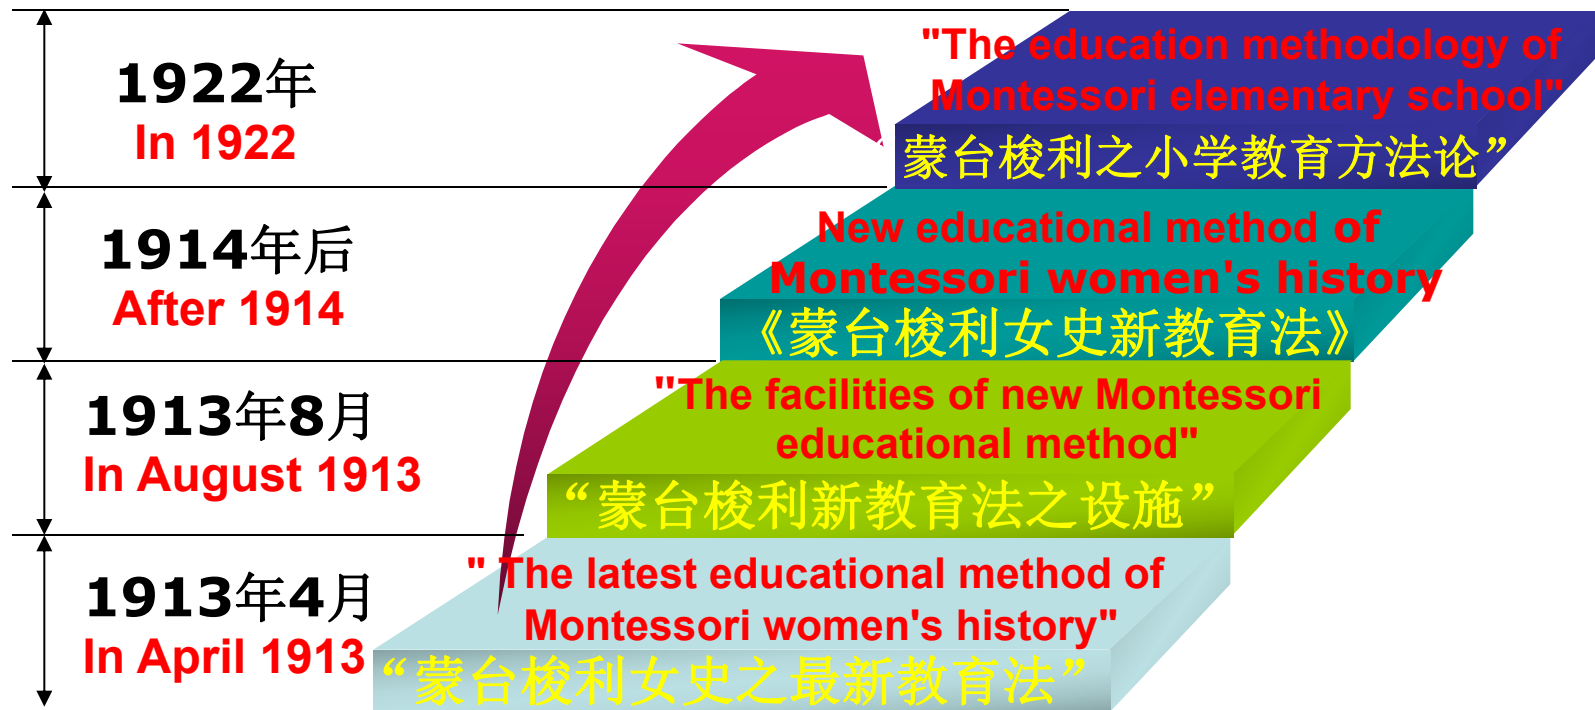 1922年
In 1922
"The education methodology of
Montessori elementary school"
蒙台梭利之小学教育方法论”
1914年后
After 1914
New educational method of
Montessori women's history
《蒙台梭利女史新教育法》
1913年8月
In August 1913
"The facilities of new Montessori
educational method"
“蒙台梭利新教育法之设施”
1913年4月
In April 1913
" The latest educational method of
Montessori women's history"
“蒙台梭利女史之最新教育法”